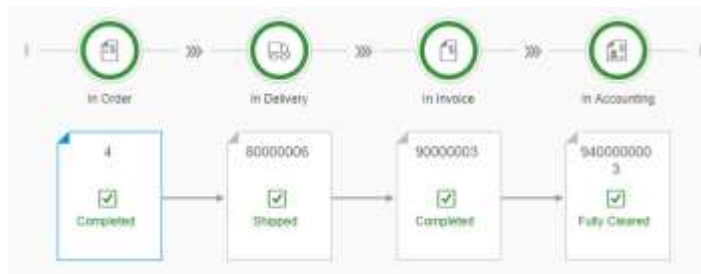 In Order
In Delivery
In Invoice
In Accounting
4
80000006
90000003
940000000
3
Completed
Shipped
Completed
Fully Cleared